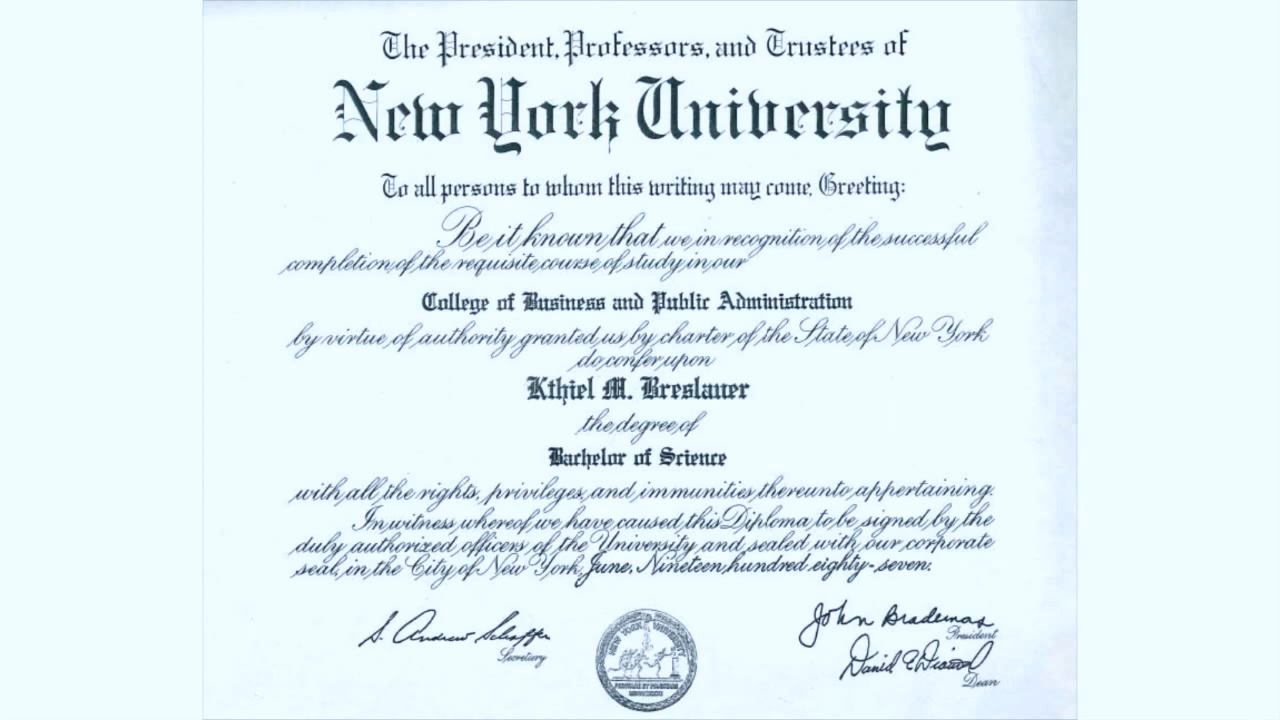 The President, Professors, and Trustees of
New York University
To all persons to whom this writing may come, Greeting:
Be it known that we in recognition of the successful
completion of the requisite course of study in our
College of Business and Public Administration
by virtue of authority granted us by charter of the State of New York
do confer upon
Kthiel M. Breslauer
the degree of
Bachelor of Science
with all the rights, privileges and immunities thereunto appertaining.
In witness whereof we have caused this Diploma to be signed by the
duly authorized officers of the University and sealed with our corporate
seal, in the City of New York, June, Nineteen hundred eighty-seven.
S. Andrew Schaffer
Secretary
NEW YORK UNIVERSITY
John Brademas
President
Daniel E. Diamond
Dean